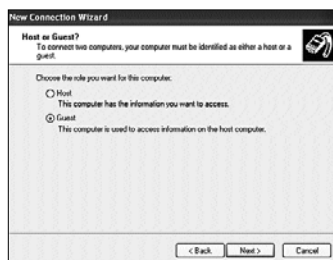 New Connection Wizard
Host or Guest?
To connect two computers, your computer must be identified as either a host or a
guest.
Choose the role you want for this computer:
Host
This computer has the information you want to access.
Guest
This computer is used to access information on the host computer.
< Back
Next >
Cancel